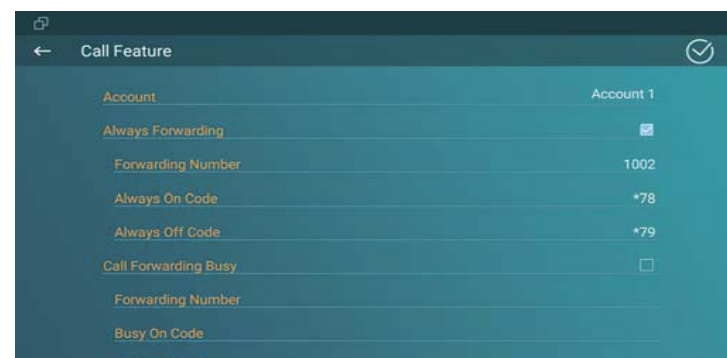 Call Feature
Account Account 1
Always Forwarding
Forwarding Number 1002
Always On Code *78
Always Off Code *79
Call Forwarding Busy
Forwarding Number
Busy On Code